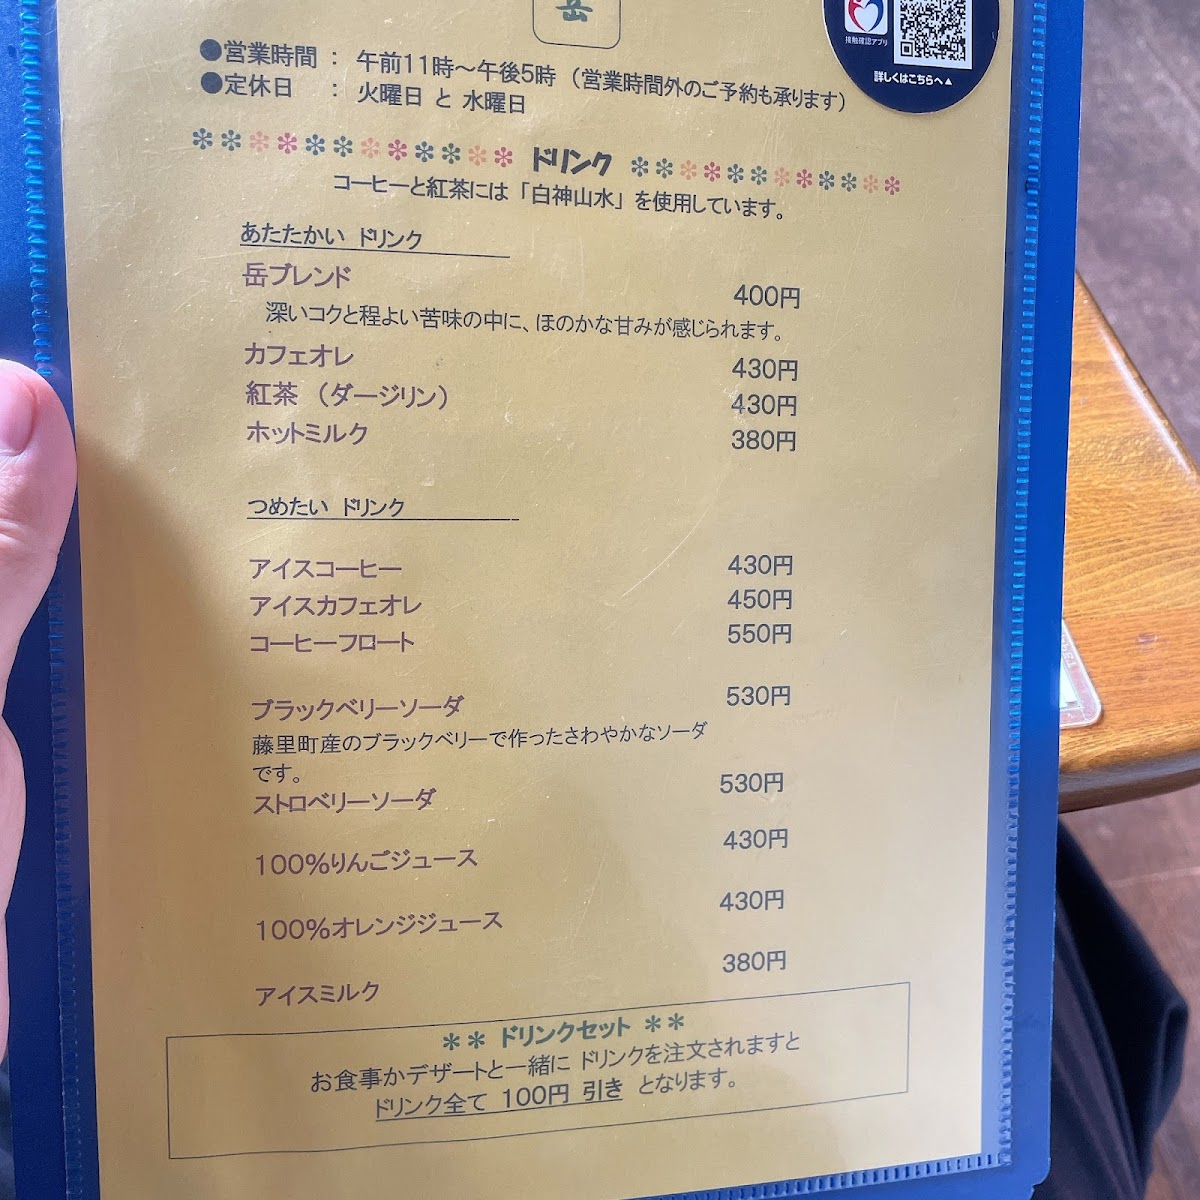 岳
接触確認アプリ
詳しくはこちらへ▲
●営業時間 : 午前11時～午後5時 (営業時間外のご予約も承ります)
●定休日 : 火曜日 と 水曜日
✲✲✲✲✲✲✲✲✲✲✲✲ ドリンク ✲✲✲✲✲✲✲✲✲✲✲✲
コーヒーと紅茶には「白神山水」を使用しています。
あたたかい ドリンク
岳ブレンド 400円
深いコクと程よい苦味の中に、ほのかな甘みが感じられます。
カフェオレ 430円
紅茶 (ダージリン) 430円
ホットミルク 380円
つめたい ドリンク
アイスコーヒー 430円
アイスカフェオレ 450円
コーヒーフロート 550円
ブラックベリーソーダ 530円
藤里町産のブラックベリーで作ったさわやかなソーダ
です。
ストロベリーソーダ 530円
100%りんごジュース 430円
100%オレンジジュース 430円
アイスミルク 380円
✲✲ ドリンクセット ✲✲
お食事かデザートと一緒に ドリンクを注文されますと
ドリンク全て 100円 引き となります。